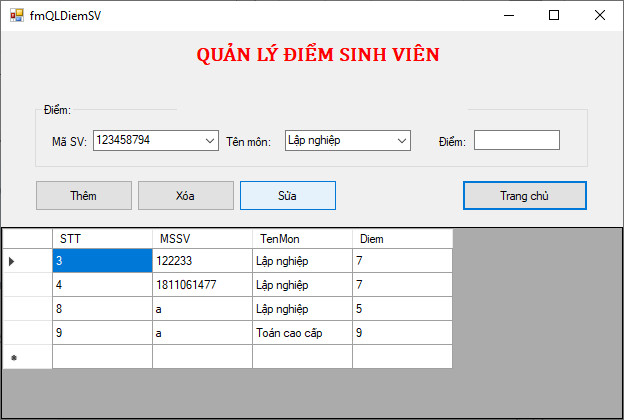 fmQLDiemSV
QUẢN LÝ ĐIỂM SINH VIÊN
Điểm:
Mã SV: 123458794 Tên môn: Lập nghiệp Điểm:
Thêm Xóa Sửa Trang chủ
STT MSSV TenMon Diem
3 122233 Lập nghiệp 7
4 1811061477 Lập nghiệp 7
8 a Lập nghiệp 5
9 a Toán cao cấp 9